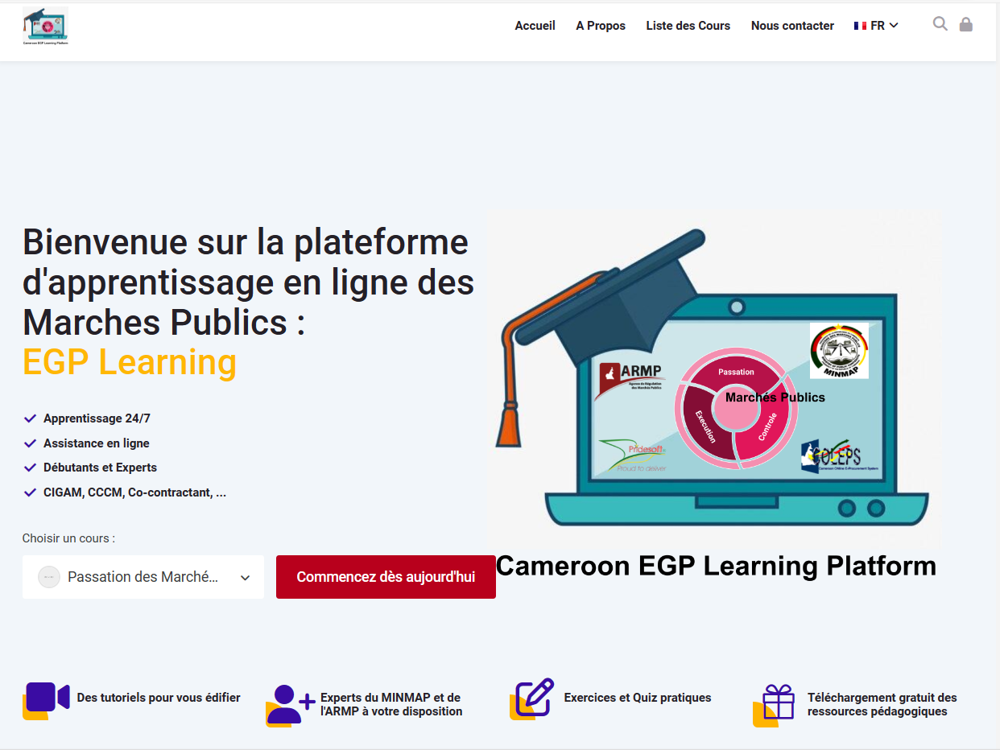 Accueil
A Propos
Liste des Cours
Nous contacter
FR
Bienvenue sur la plateforme
d'apprentissage en ligne des
Marches Publics :
EGP Learning
Apprentissage 24/7
Assistance en ligne
Débutants et Experts
CIGAM, CCCM, Co-contractant, ...
Choisir un cours :
Passation des Marché...
Commencez dès aujourd'hui
ARMP
Agence de Régulation
des Marchés Publics
Passation
Marchés Publics
Execution
Controle
MINMAP
Pridesoft
Proud to deliver
COLEPS
Cameroon Online E-Procurement System
Cameroon EGP Learning Platform
Des tutoriels pour vous édifier
Experts du MINMAP et de
l'ARMP à votre disposition
Exercices et Quiz pratiques
Téléchargement gratuit des
ressources pédagogiques